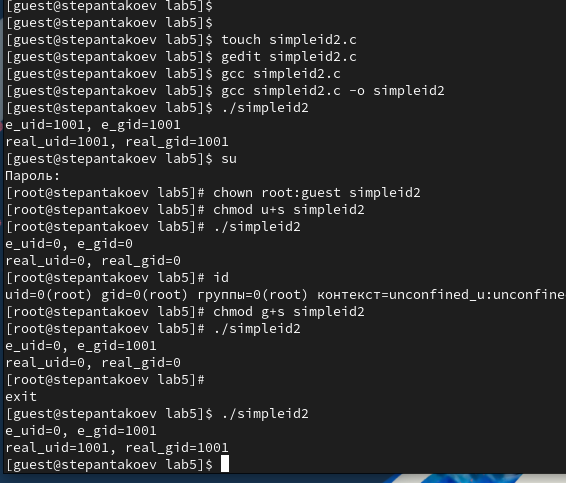 [guest@stepantakoev lab5]$
[guest@stepantakoev lab5]$
[guest@stepantakoev lab5]$ touch simpleid2.c
[guest@stepantakoev lab5]$ gedit simpleid2.c
[guest@stepantakoev lab5]$ gcc simpleid2.c
[guest@stepantakoev lab5]$ gcc simpleid2.c -o simpleid2
[guest@stepantakoev lab5]$ ./simpleid2
e_uid=1001, e_gid=1001
real_uid=1001, real_gid=1001
[guest@stepantakoev lab5]$ su
Пароль:
[root@stepantakoev lab5]# chown root:guest simpleid2
[root@stepantakoev lab5]# chmod u+s simpleid2
[root@stepantakoev lab5]# ./simpleid2
e_uid=0, e_gid=0
real_uid=0, real_gid=0
[root@stepantakoev lab5]# id
uid=0(root) gid=0(root) группы=0(root) контекст=unconfined_u:unconfine
[root@stepantakoev lab5]# chmod g+s simpleid2
[root@stepantakoev lab5]# ./simpleid2
e_uid=0, e_gid=1001
real_uid=0, real_gid=0
[root@stepantakoev lab5]#
exit
[guest@stepantakoev lab5]$ ./simpleid2
e_uid=0, e_gid=1001
real_uid=1001, real_gid=1001
[guest@stepantakoev lab5]$